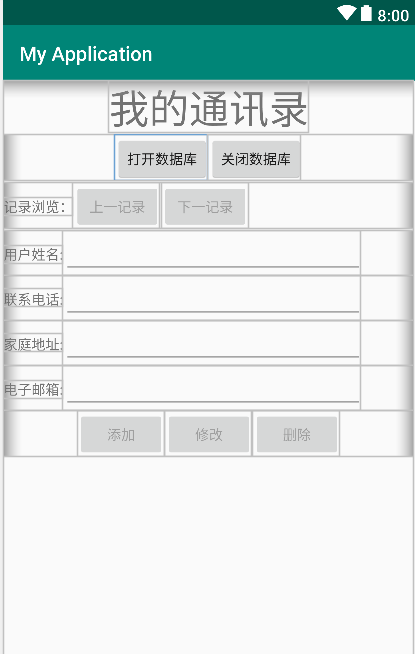 8:00
My Application
我的通讯录
打开数据库 关闭数据库
记录浏览： 上一记录 下一记录
用户姓名:
联系电话:
家庭地址:
电子邮箱:
添加 修改 删除